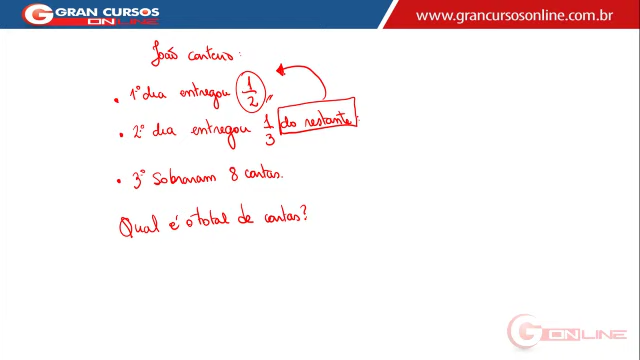 GRAN CURSOS
ONLINE
www.grancursosonline.com.br
João carteiro:
• 1º dia entregou 1/2 "
• 2º dia entregou 1/3 do restante.
• 3º Sobraram 8 cartas.
Qual é o total de cartas?
G ONLINE